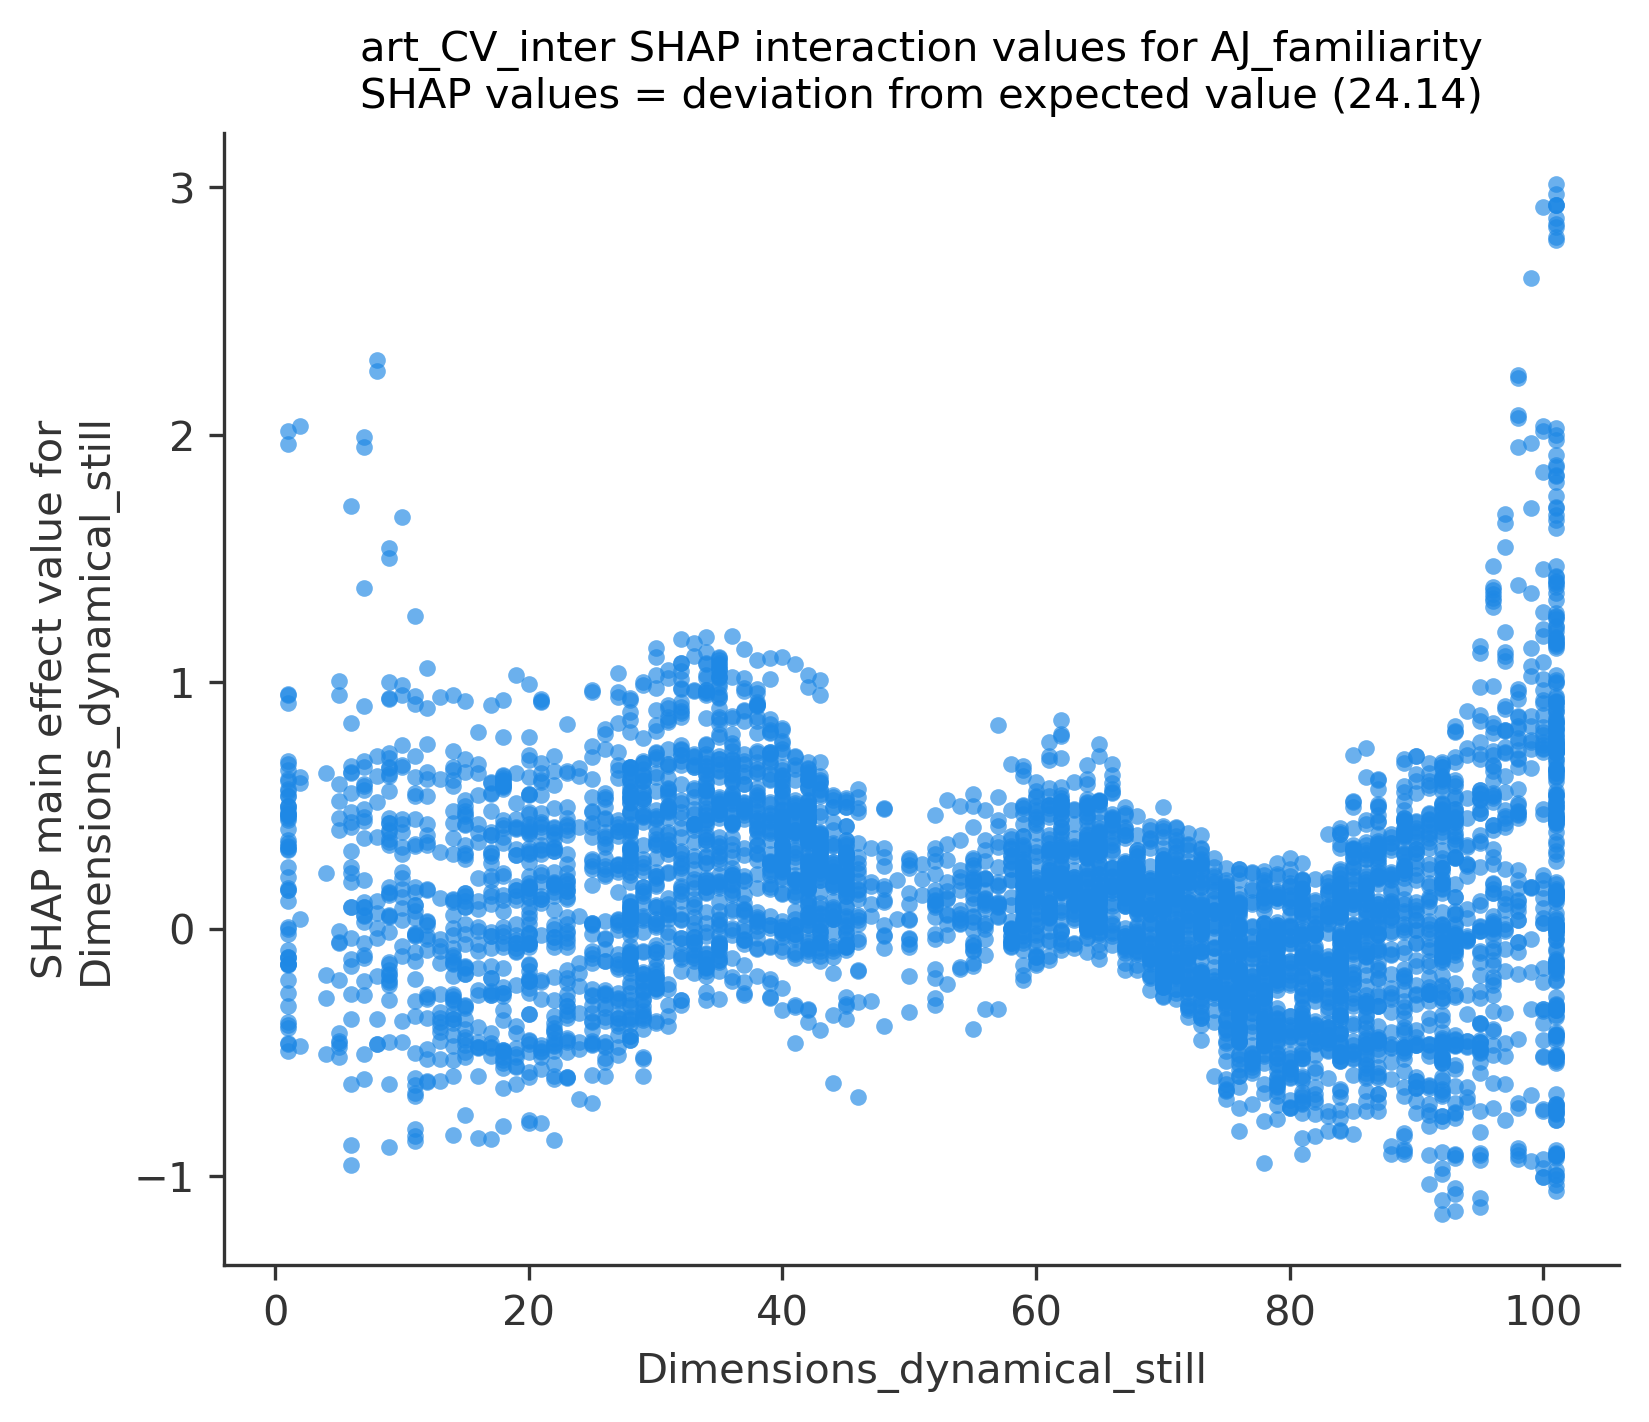 art_CV_inter SHAP interaction values for AJ_familiarity
SHAP values = deviation from expected value (24.14)
3
2
1
0
−1
SHAP main effect value for
Dimensions_dynamical_still
0
20
40
60
80
100
Dimensions_dynamical_still